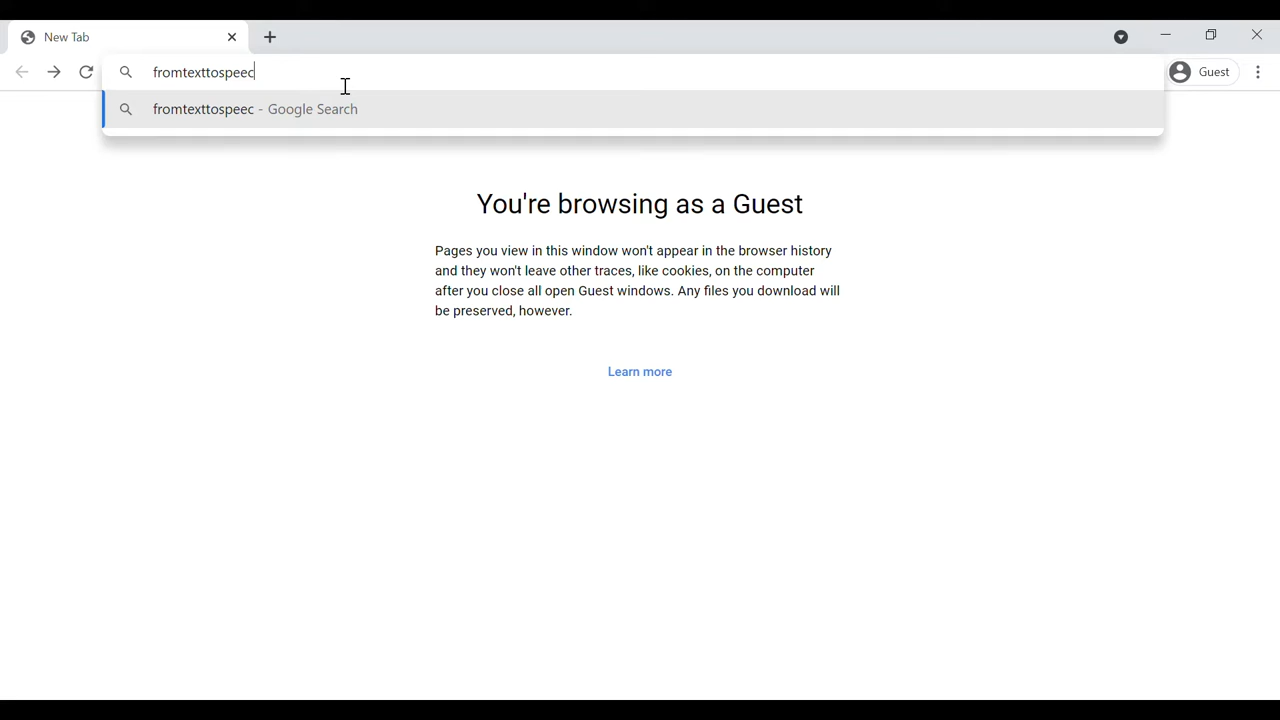 New Tab
fromtexttospeec
Guest
fromtexttospeec - Google Search
You're browsing as a Guest
Pages you view in this window won't appear in the browser history
and they won't leave other traces, like cookies, on the computer
after you close all open Guest windows. Any files you download will
be preserved, however.
Learn more